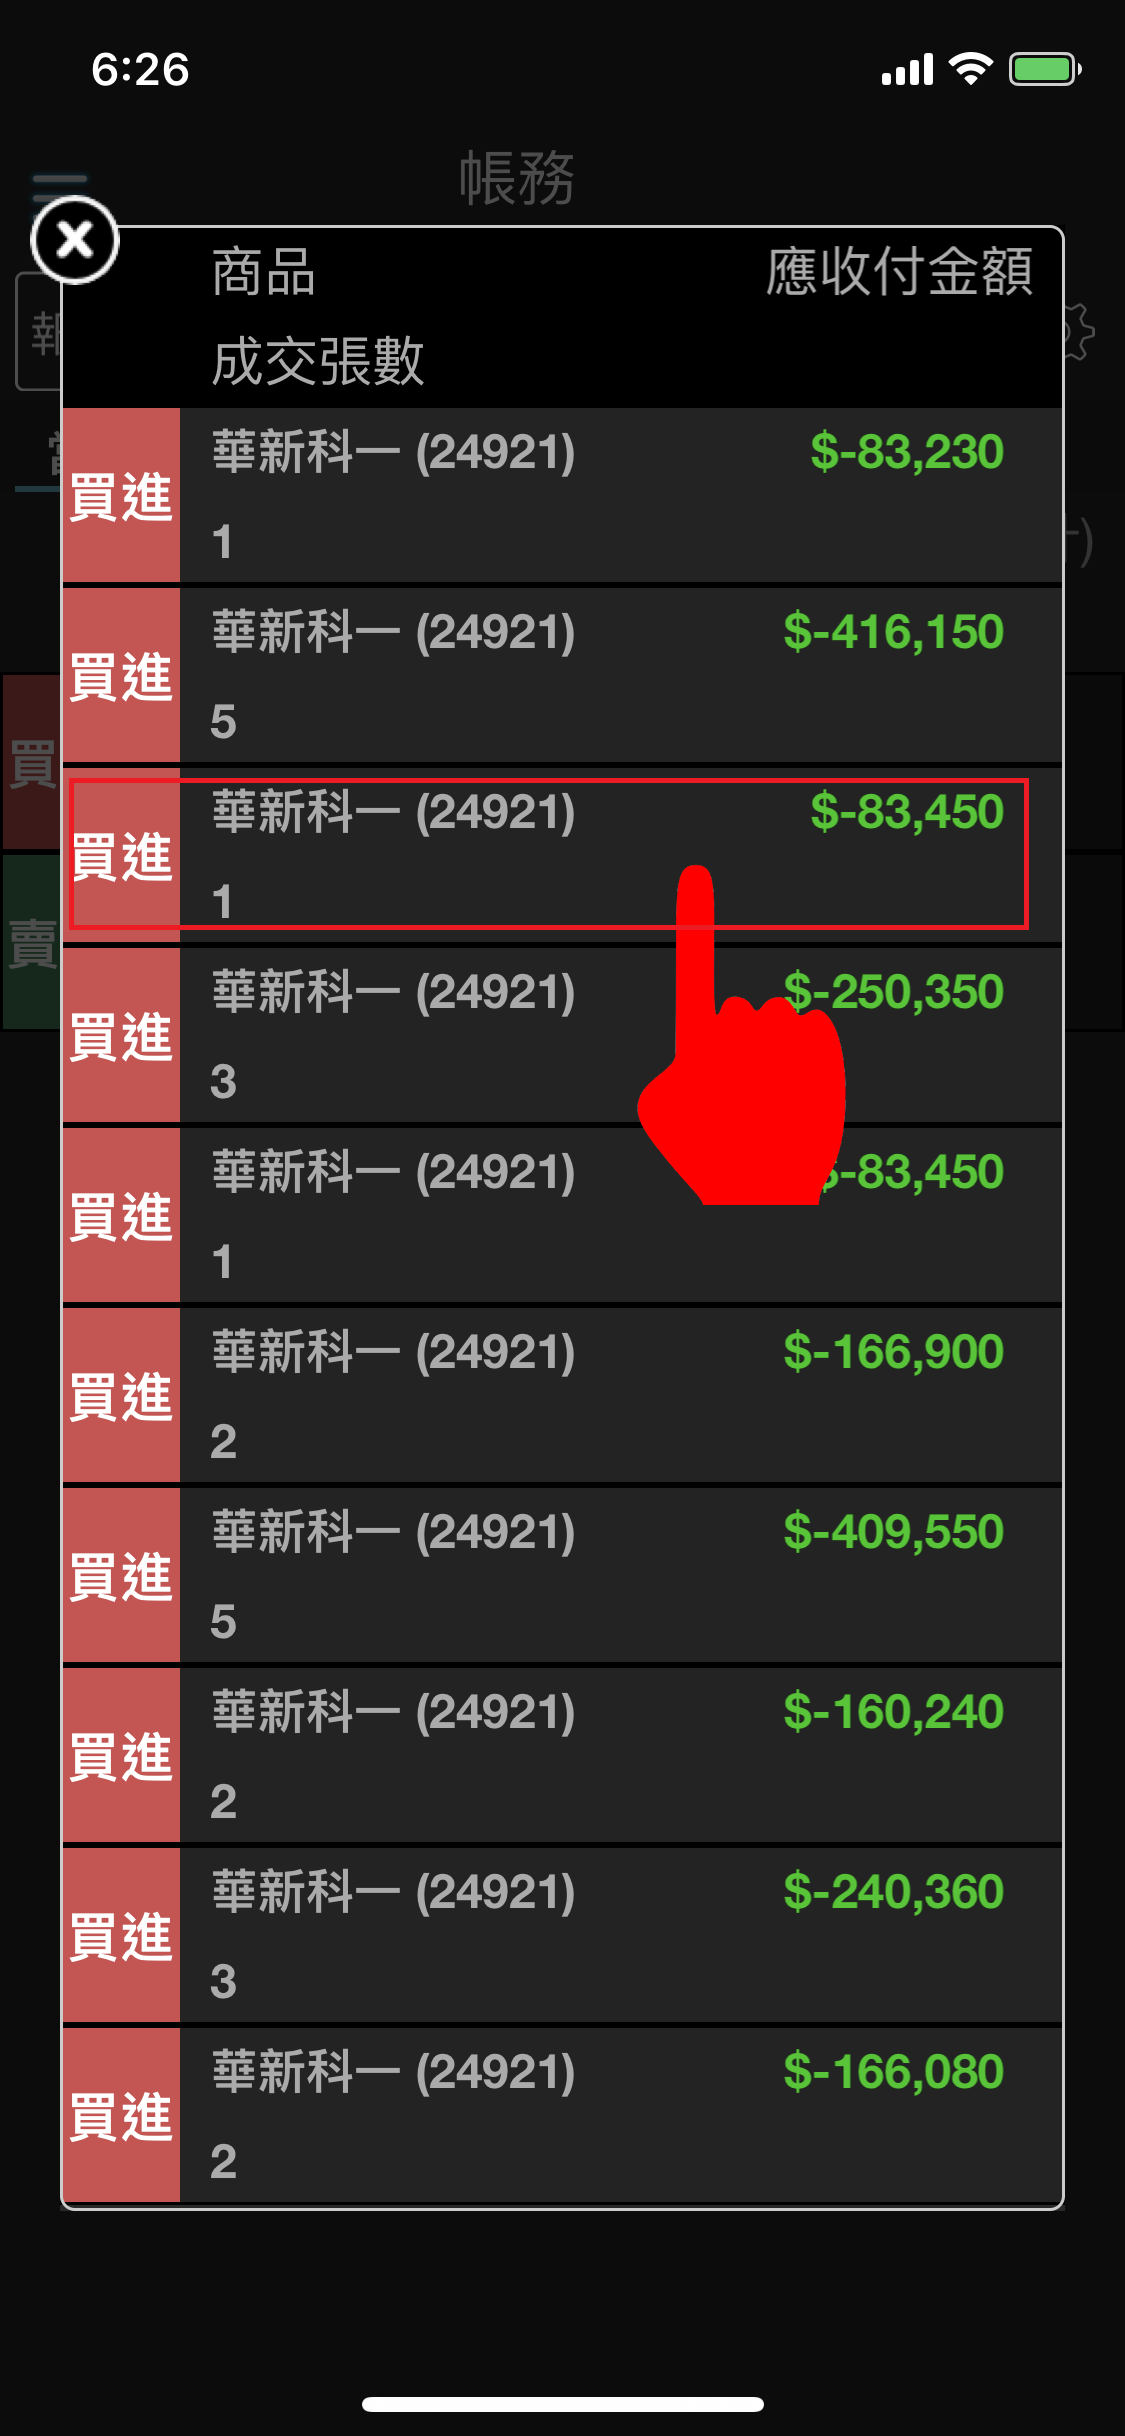 6:26
帳務
商品 應收付金額
成交張數
買進 華新科一 (24921) $-83,230
1
買進 華新科一 (24921) $-416,150
5
買進 華新科一 (24921) $-83,450
1
買進 華新科一 (24921) $-250,350
3
買進 華新科一 (24921) $-83,450
1
買進 華新科一 (24921) $-166,900
2
買進 華新科一 (24921) $-409,550
5
買進 華新科一 (24921) $-160,240
2
買進 華新科一 (24921) $-240,360
3
買進 華新科一 (24921) $-166,080
2
買
賣